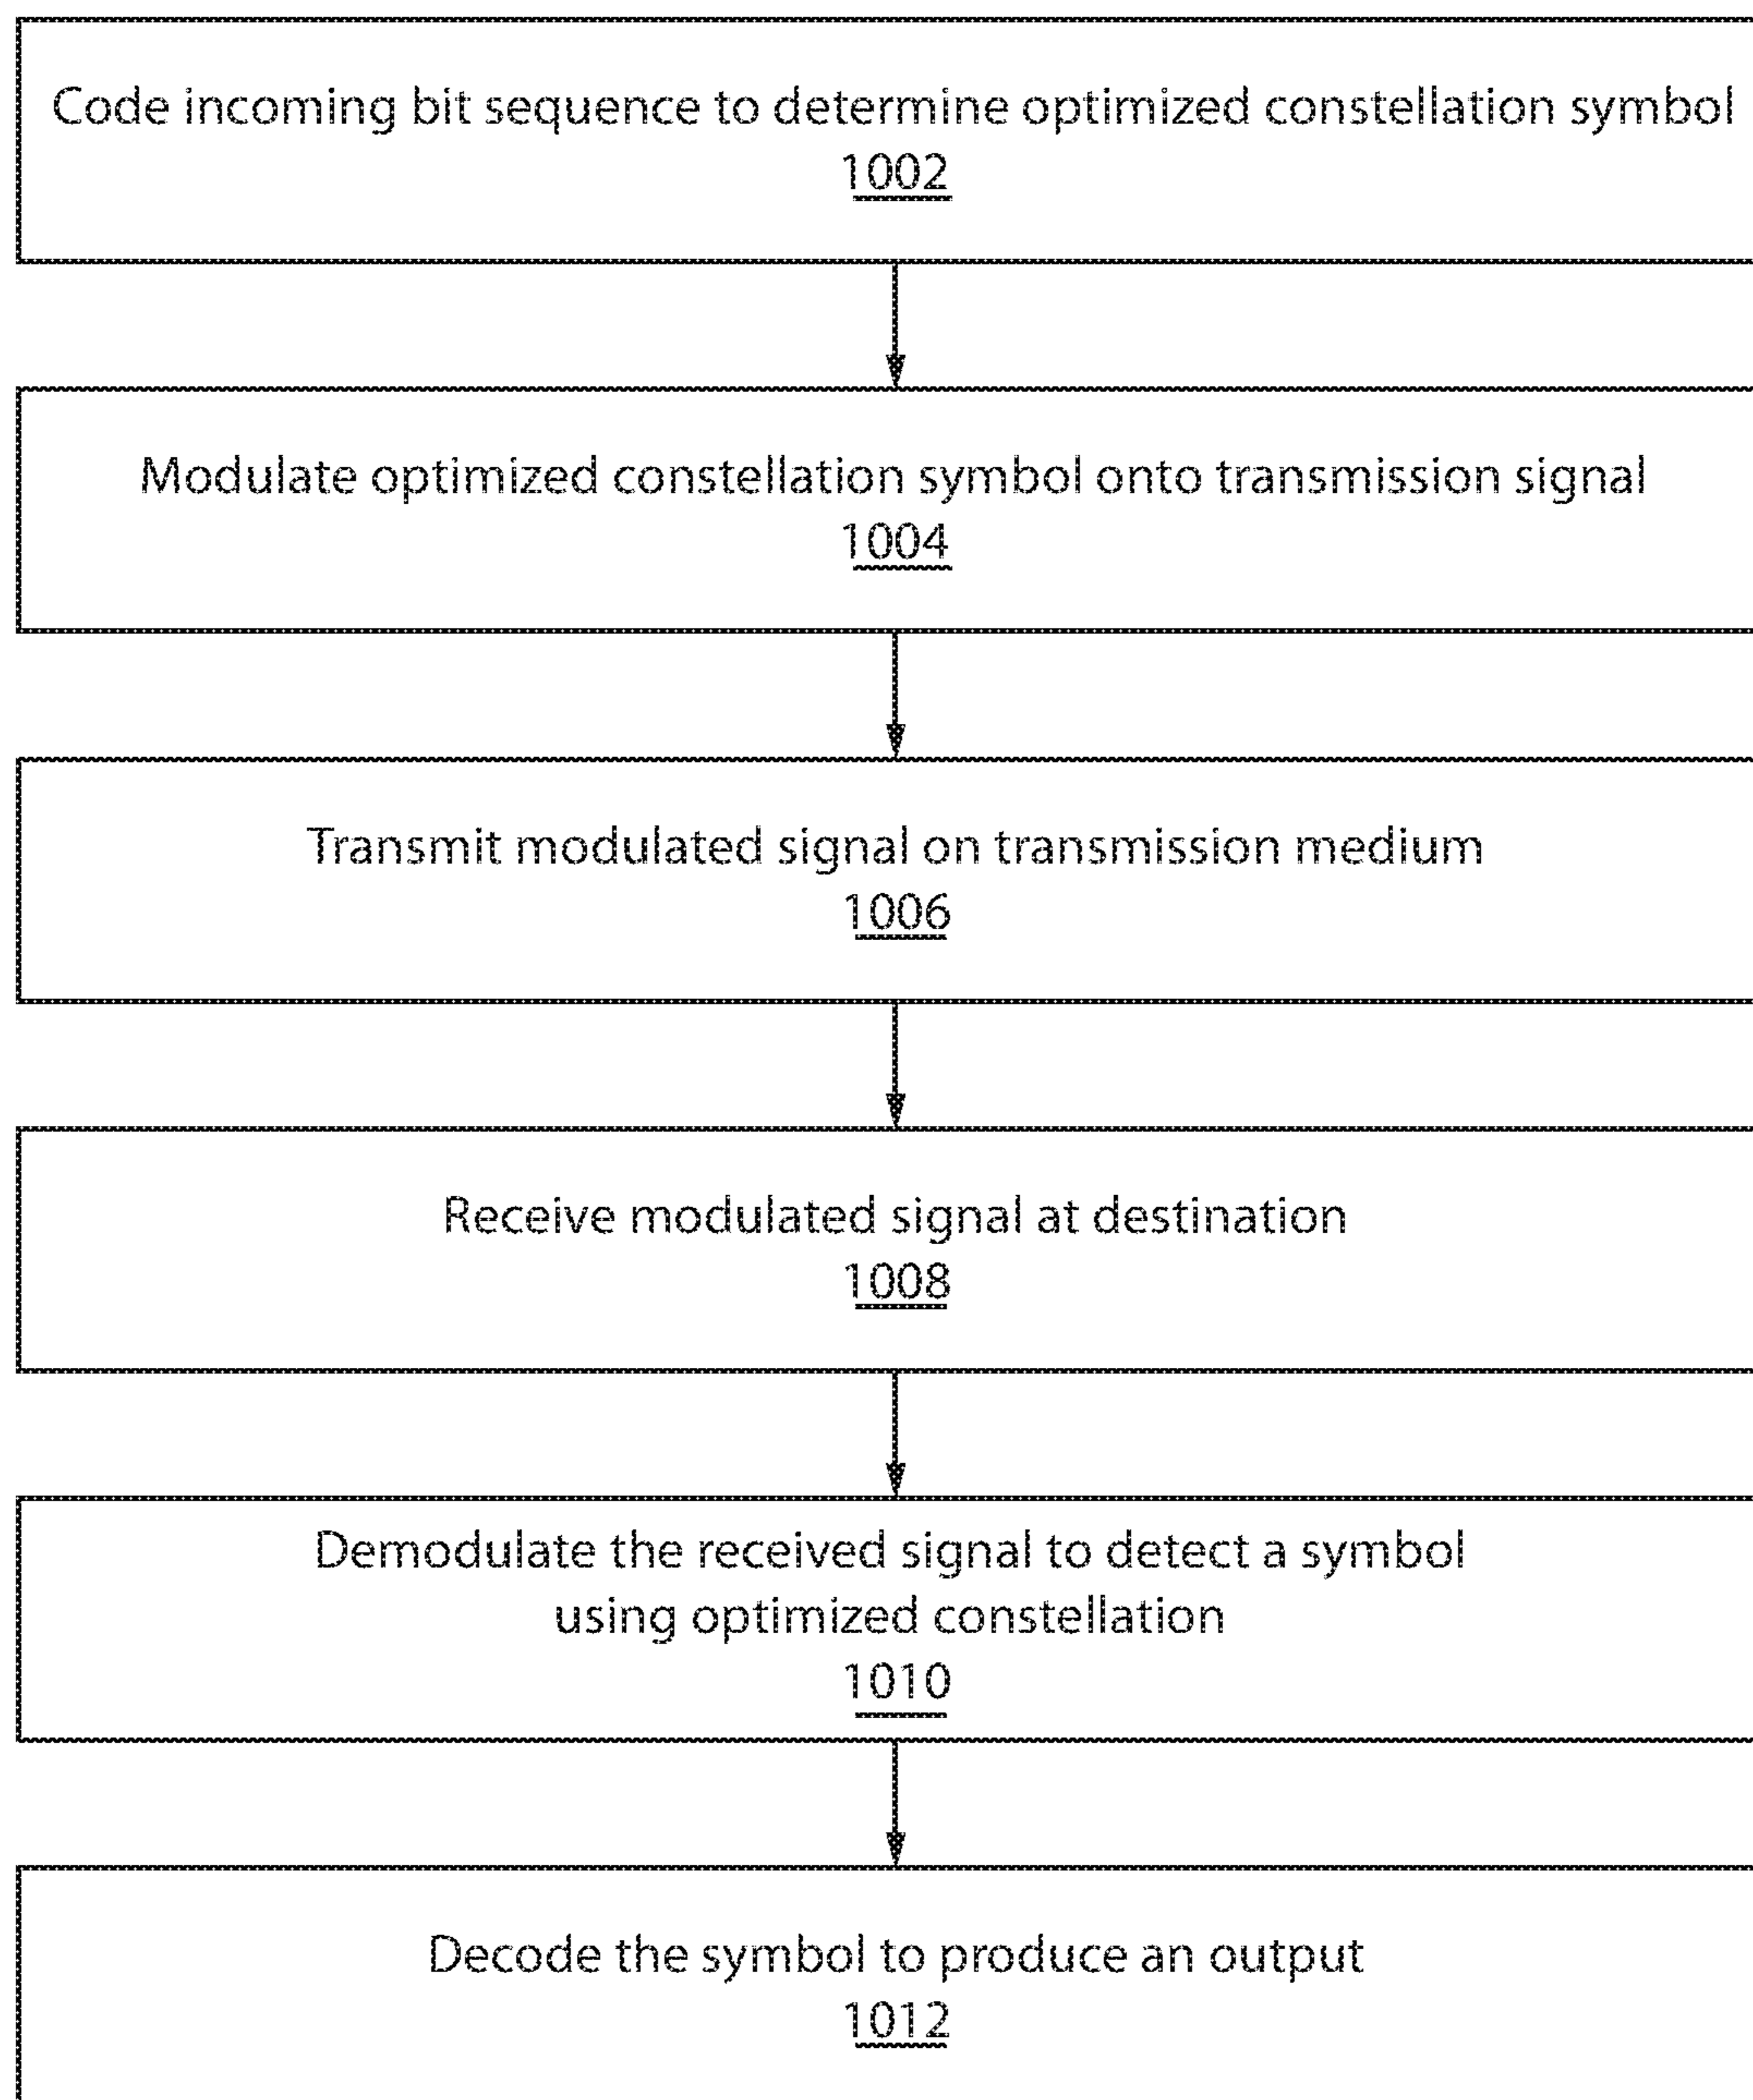 Code incoming bit sequence to determine optimized constellation symbol
1002
Modulate optimized constellation symbol onto transmission signal
1004
Transmit modulated signal on transmission medium
1006
Receive modulated signal at destination
1008
Demodulate the received signal to detect a symbol
using optimized constellation
1010
Decode the symbol to produce an output
1012